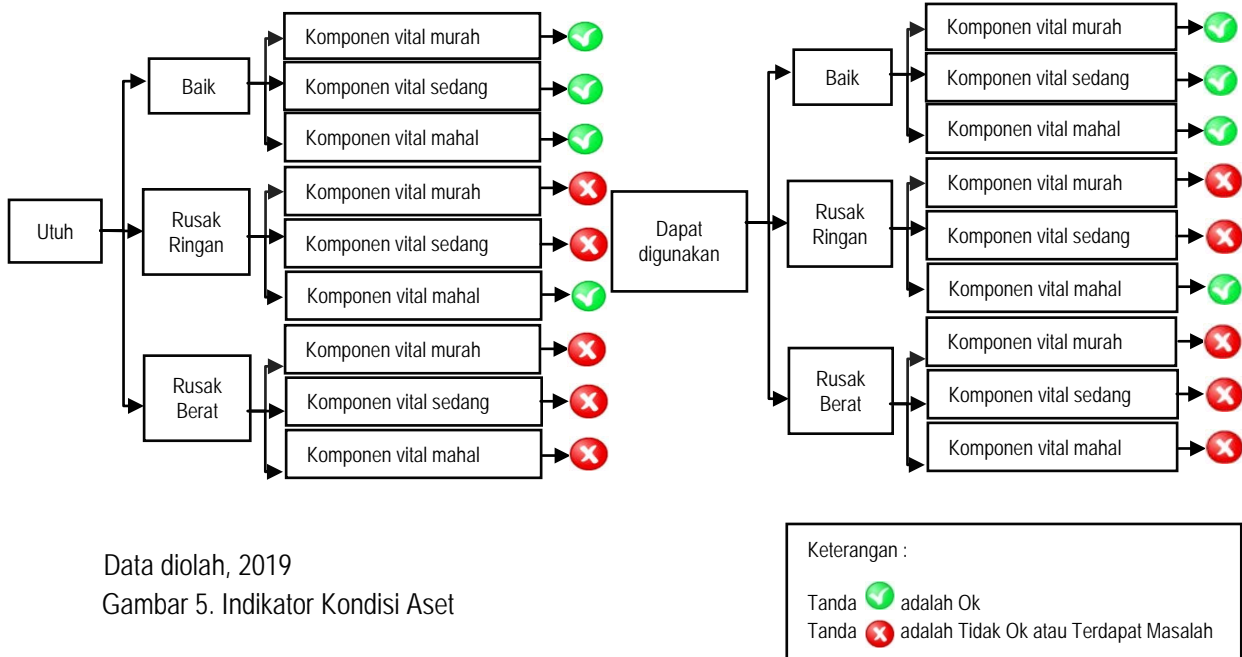 Utuh
Baik
Komponen vital murah
Komponen vital sedang
Komponen vital mahal
Rusak
Ringan
Komponen vital murah
Komponen vital sedang
Komponen vital mahal
Rusak
Berat
Komponen vital murah
Komponen vital sedang
Komponen vital mahal
Dapat
digunakan
Baik
Komponen vital murah
Komponen vital sedang
Komponen vital mahal
Rusak
Ringan
Komponen vital murah
Komponen vital sedang
Komponen vital mahal
Rusak
Berat
Komponen vital murah
Komponen vital sedang
Komponen vital mahal
Data diolah, 2019
Gambar 5. Indikator Kondisi Aset
Keterangan :
Tanda adalah Ok
Tanda adalah Tidak Ok atau Terdapat Masalah